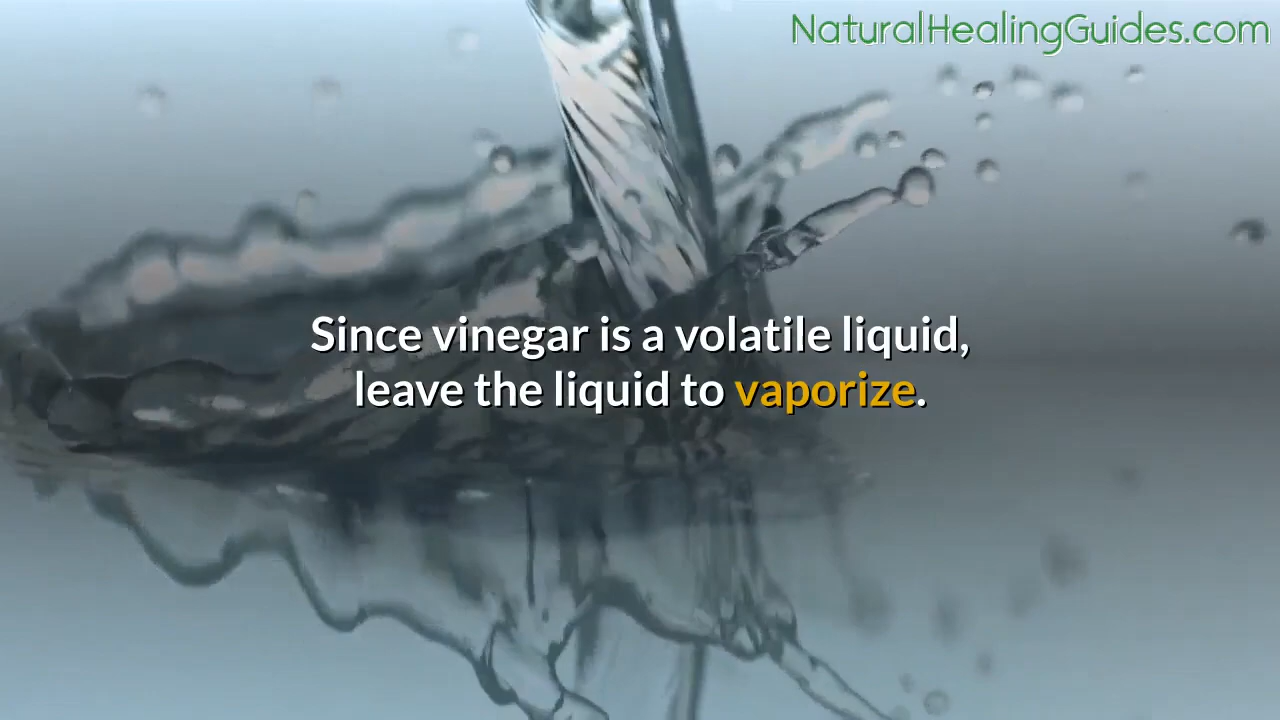 NaturalHealingGuides.com
Since vinegar is a volatile liquid,
leave the liquid to vaporize.